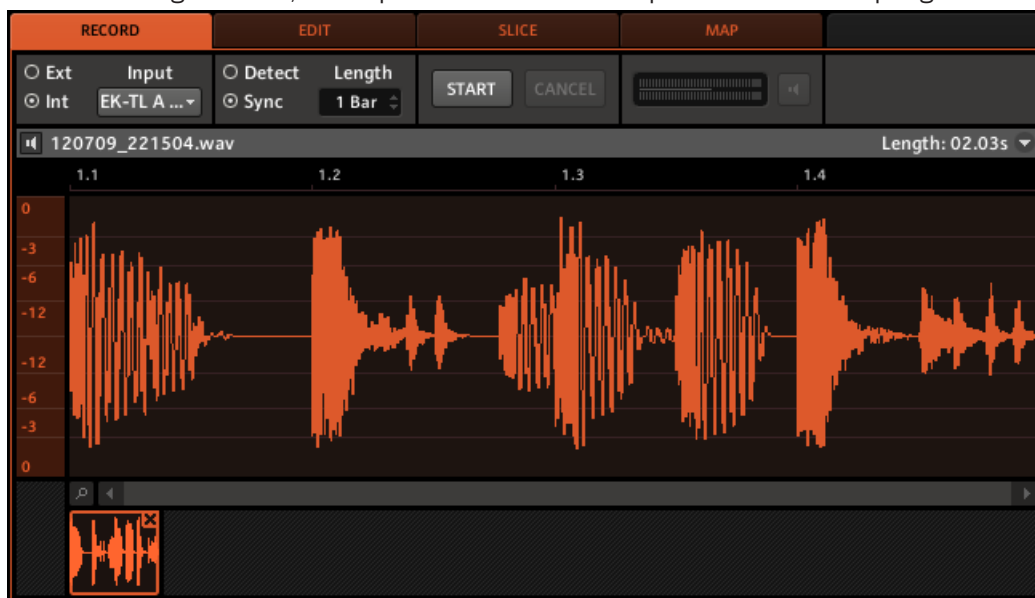 RECORD EDIT SLICE MAP
Ext Input Detect Length
Int EK-TL A ... Sync 1 Bar START CANCEL
120709_221504.wav Length: 02.03s
1.1 1.2 1.3 1.4
0
-3
-6
-12
-12
-6
-3
0